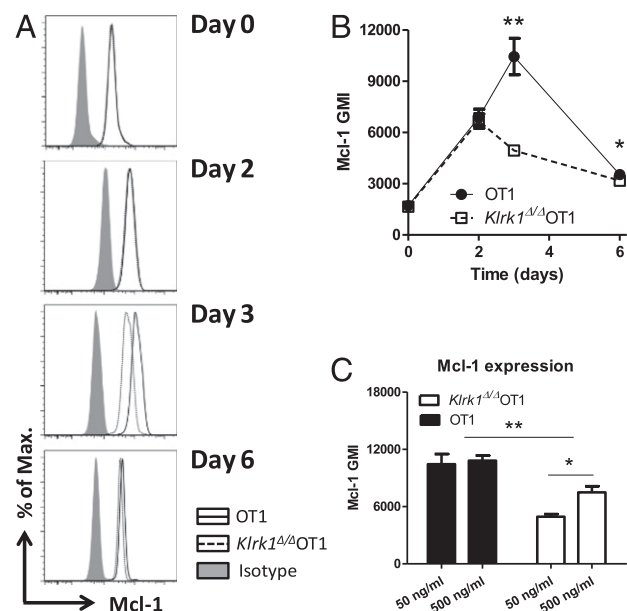 A
Day 0
Day 2
Day 3
Day 6
% of Max.
Mcl-1
OT1
Klrk1Δ/ΔOT1
Isotype
B
Mcl-1 GMI
12000
9000
6000
3000
0
**
*
OT1
Klrk1Δ/ΔOT1
0 2 4 6
Time (days)
C
Mcl-1 expression
Mcl-1 GMI
18000
12000
6000
0
Klrk1Δ/ΔOT1
OT1
**
*
50 ng/ml 500 ng/ml 50 ng/ml 500 ng/ml